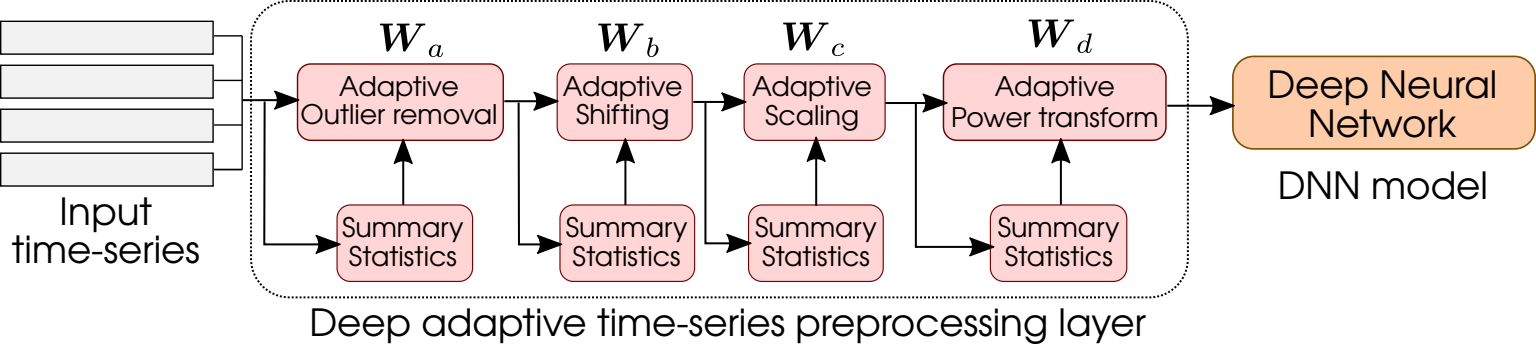 W_a
W_b
W_c
W_d
Adaptive
Outlier removal
Adaptive
Shifting
Adaptive
Scaling
Adaptive
Power transform
Deep Neural
Network
DNN model
Input
time-series
Summary
Statistics
Summary
Statistics
Summary
Statistics
Summary
Statistics
Deep adaptive time-series preprocessing layer